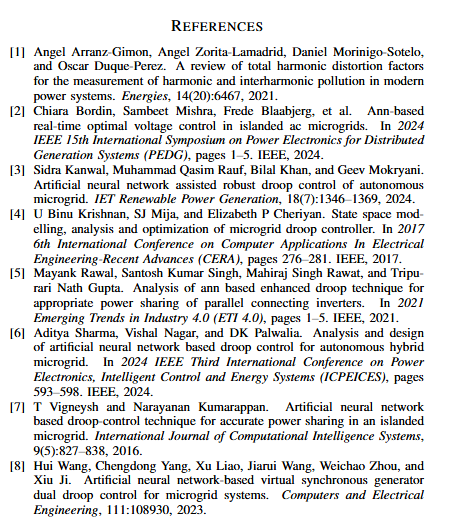 REFERENCES
[1] Angel Arranz-Gimon, Angel Zorita-Lamadrid, Daniel Morinigo-Sotelo,
and Oscar Duque-Perez. A review of total harmonic distortion factors
for the measurement of harmonic and interharmonic pollution in modern
power systems. Energies, 14(20):6467, 2021.
[2] Chiara Bordin, Sambeet Mishra, Frede Blaabjerg, et al. Ann-based
real-time optimal voltage control in islanded ac microgrids. In 2024
IEEE 15th International Symposium on Power Electronics for Distributed
Generation Systems (PEDG), pages 1–5. IEEE, 2024.
[3] Sidra Kanwal, Muhammad Qasim Rauf, Bilal Khan, and Geev Mokryani.
Artificial neural network assisted robust droop control of autonomous
microgrid. IET Renewable Power Generation, 18(7):1346–1369, 2024.
[4] U Binu Krishnan, SJ Mija, and Elizabeth P Cheriyan. State space mod-
elling, analysis and optimization of microgrid droop controller. In 2017
6th International Conference on Computer Applications In Electrical
Engineering-Recent Advances (CERA), pages 276–281. IEEE, 2017.
[5] Mayank Rawal, Santosh Kumar Singh, Mahiraj Singh Rawat, and Tripu-
rari Nath Gupta. Analysis of ann based enhanced droop technique for
appropriate power sharing of parallel connecting inverters. In 2021
Emerging Trends in Industry 4.0 (ETI 4.0), pages 1–5. IEEE, 2021.
[6] Aditya Sharma, Vishal Nagar, and DK Palwalia. Analysis and design
of artificial neural network based droop control for autonomous hybrid
microgrid. In 2024 IEEE Third International Conference on Power
Electronics, Intelligent Control and Energy Systems (ICPEICES), pages
593–598. IEEE, 2024.
[7] T Vigneysh and Narayanan Kumarappan. Artificial neural network
based droop-control technique for accurate power sharing in an islanded
microgrid. International Journal of Computational Intelligence Systems,
9(5):827–838, 2016.
[8] Hui Wang, Chengdong Yang, Xu Liao, Jiarui Wang, Weichao Zhou, and
Xiu Ji. Artificial neural network-based virtual synchronous generator
dual droop control for microgrid systems. Computers and Electrical
Engineering, 111:108930, 2023.